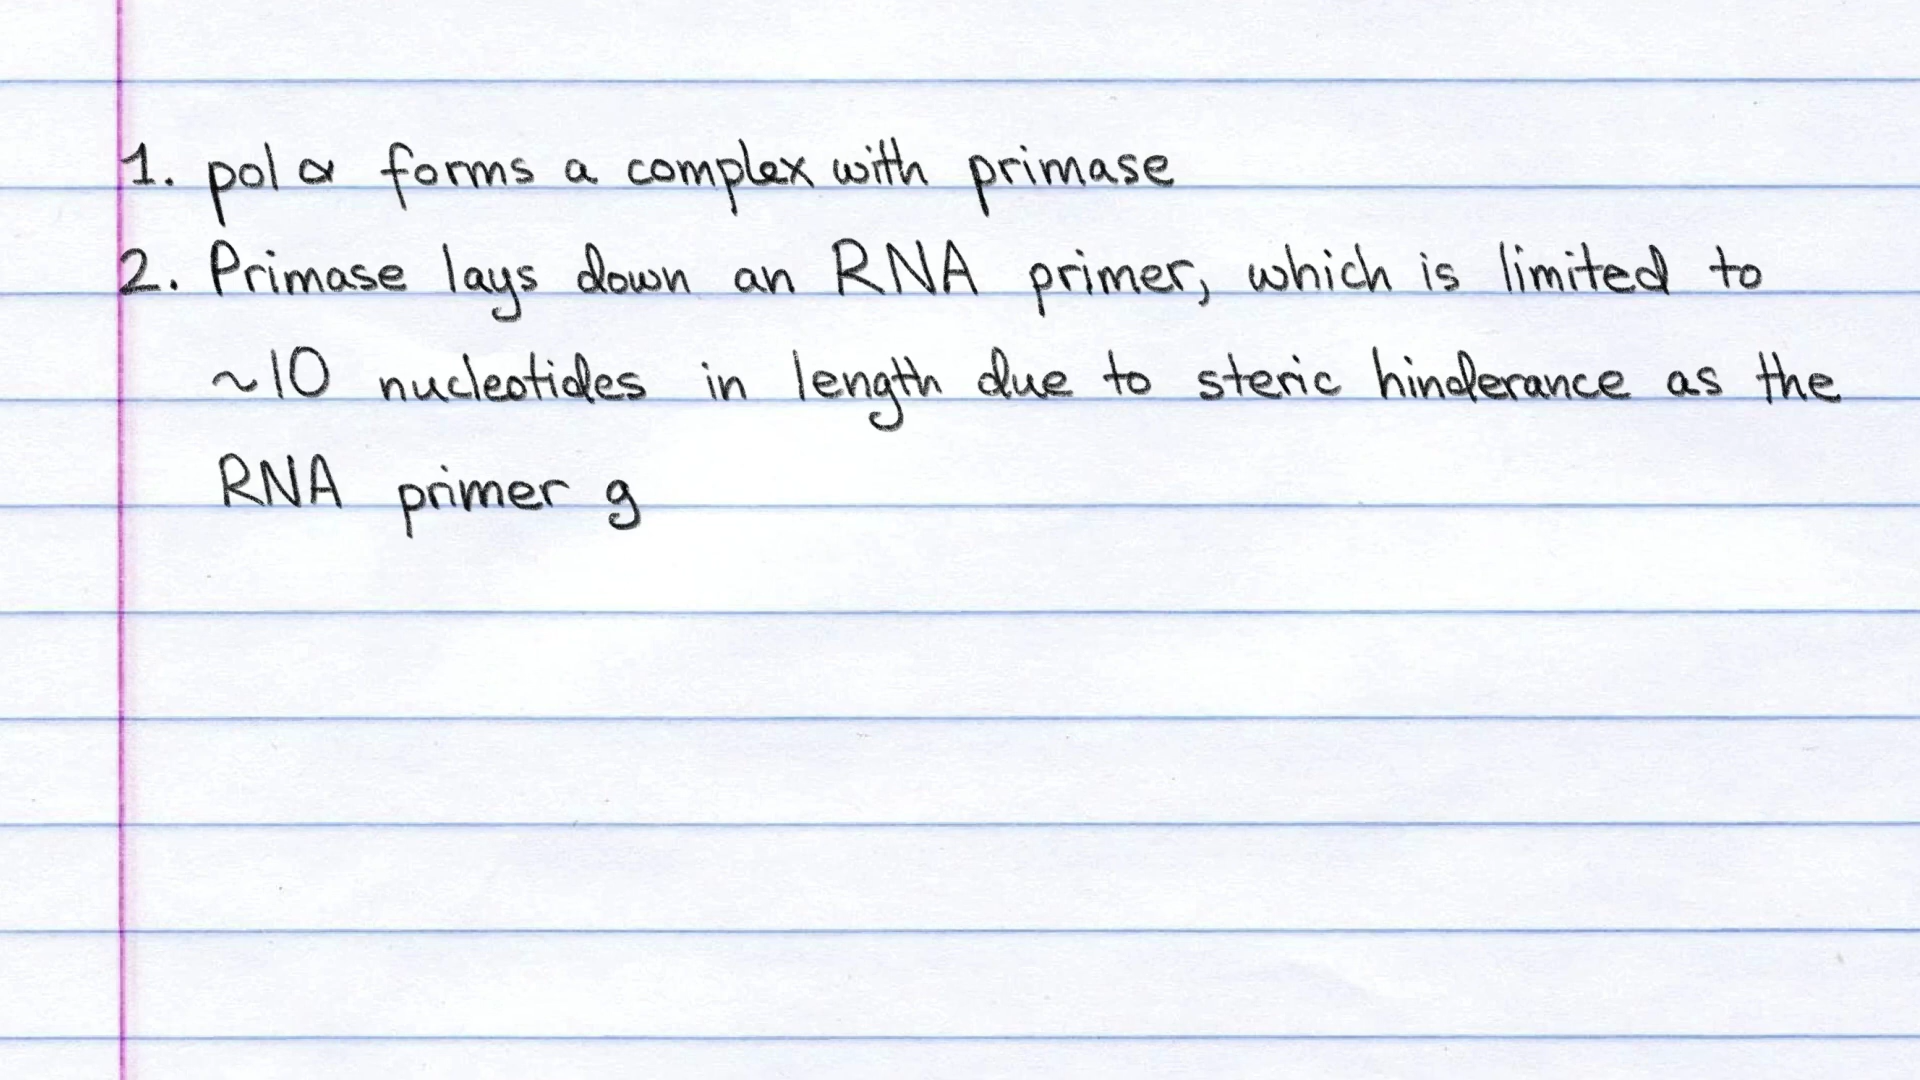 1. pol α forms a complex with primase
2. Primase lays down an RNA primer, which is limited to
~10 nucleotides in length due to steric hinderance as the
RNA primer g